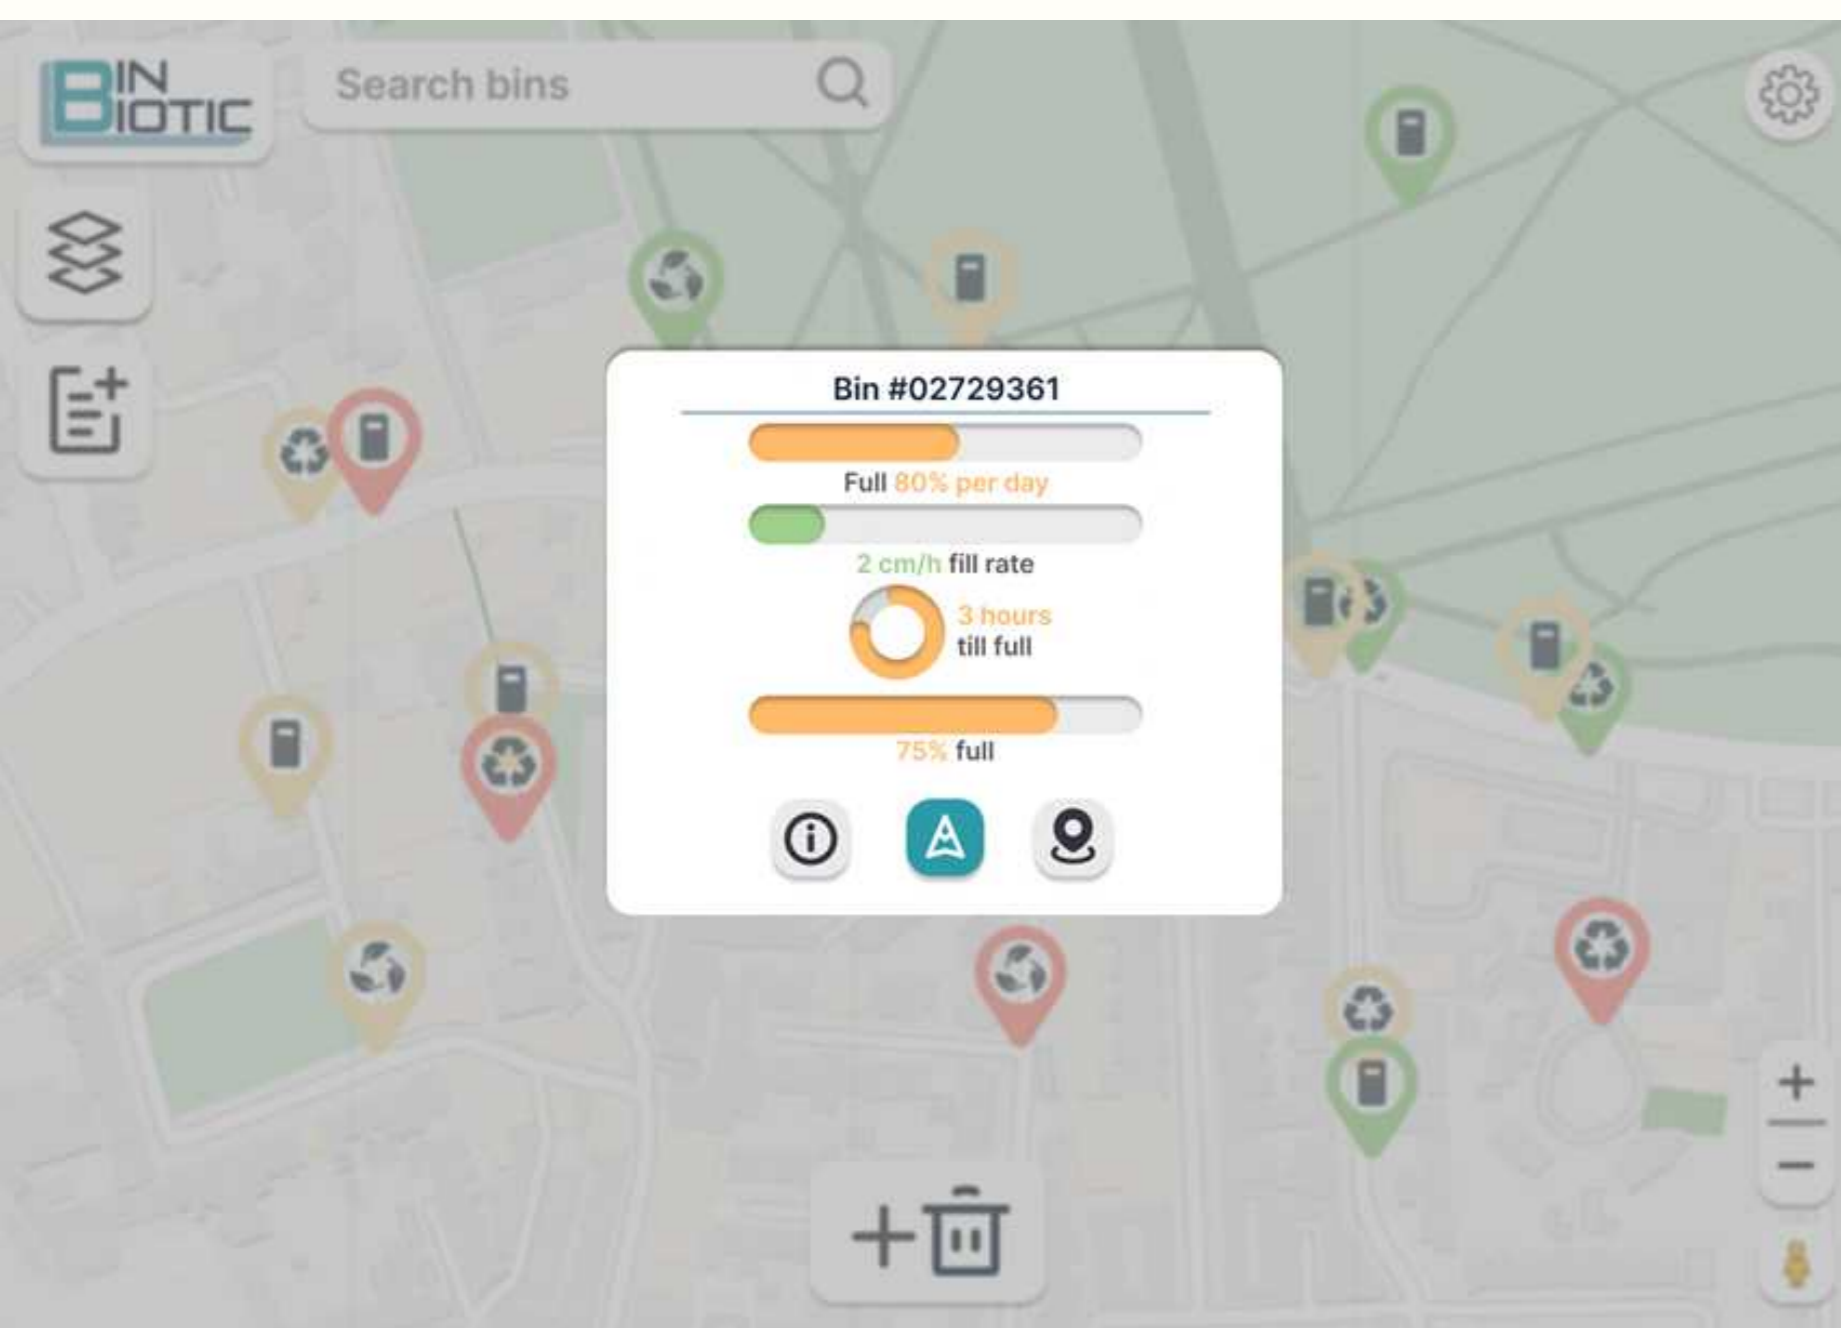 BIN
BIOTIC
Search bins
Bin #02729361
Full 80% per day
2 cm/h fill rate
3 hours
till full
75% full